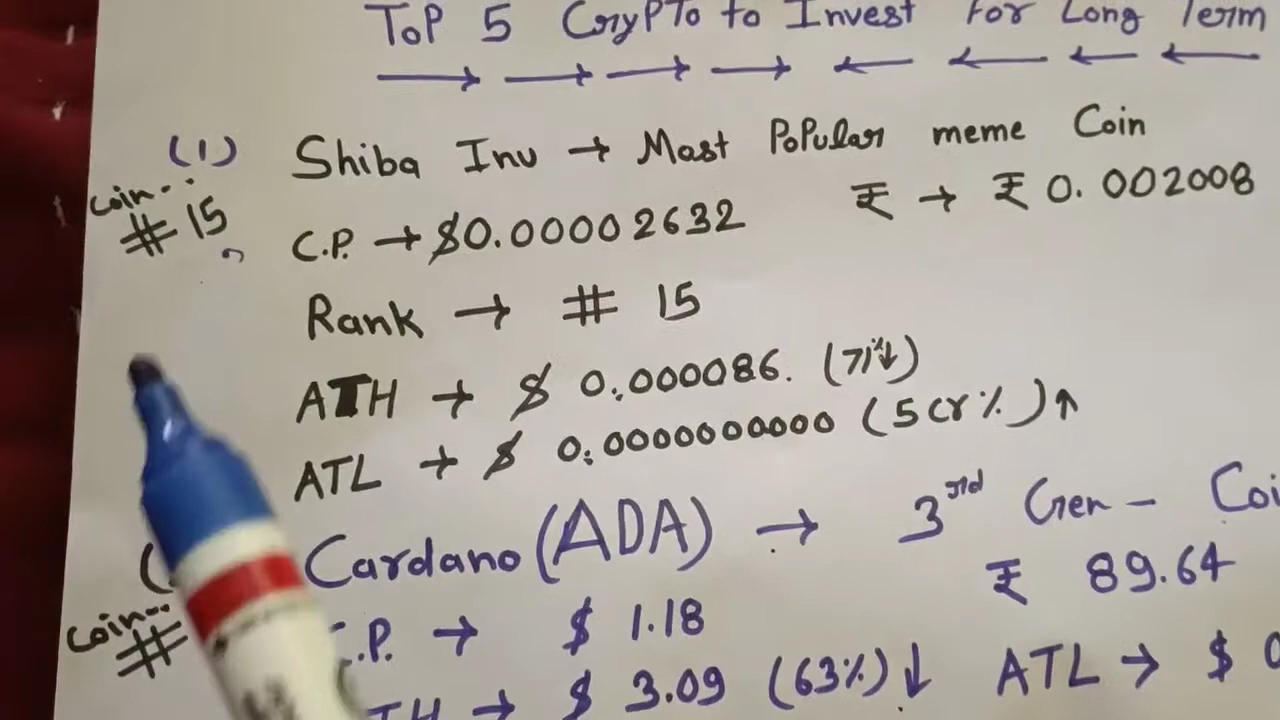 ToP 5 CryPTo to Invest For Long Term
(1) Shiba Inu → Mast PoPular meme Coin
Coin..
# 15
C.P. → $0.00002632 ₹ → ₹ 0.002008
Rank → # 15
ATH → $ 0.000086. (71%↓)
ATL → $ 0.0000000000 (5cr%)↑
Cardano (ADA) → 3rd Gen - Coi
₹ 89.64
Coin..
#
C.P. → $ 1.18
ATH → $ 3.09 (63%)↓ ATL → $ 0